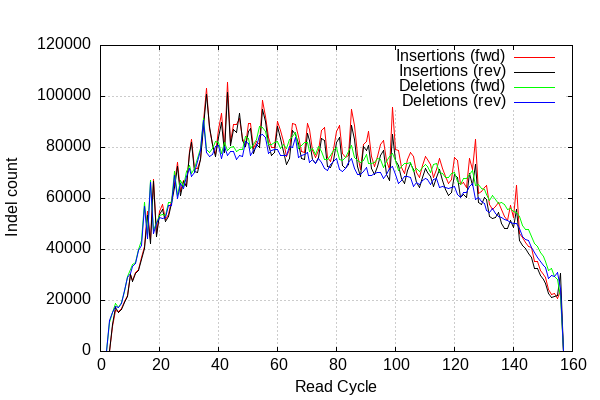 120000
100000
80000
60000
40000
20000
0
Indel count
Insertions (fwd)
Insertions (rev)
Deletions (fwd)
Deletions (rev)
0 20 40 60 80 100 120 140 160
Read Cycle